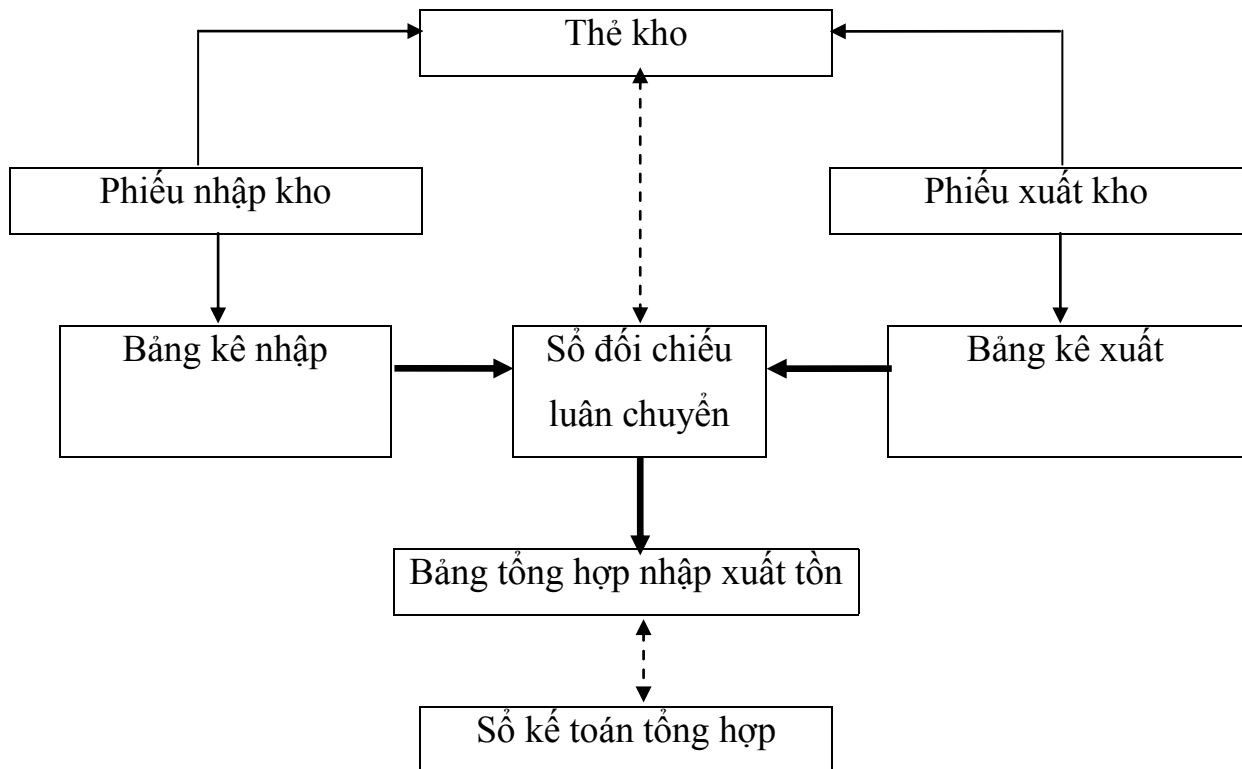 Thẻ kho
Phiếu nhập kho
Phiếu xuất kho
Bảng kê nhập
Sổ đối chiếu
luân chuyển
Bảng kê xuất
Bảng tổng hợp nhập xuất tồn
Sổ kế toán tổng hợp